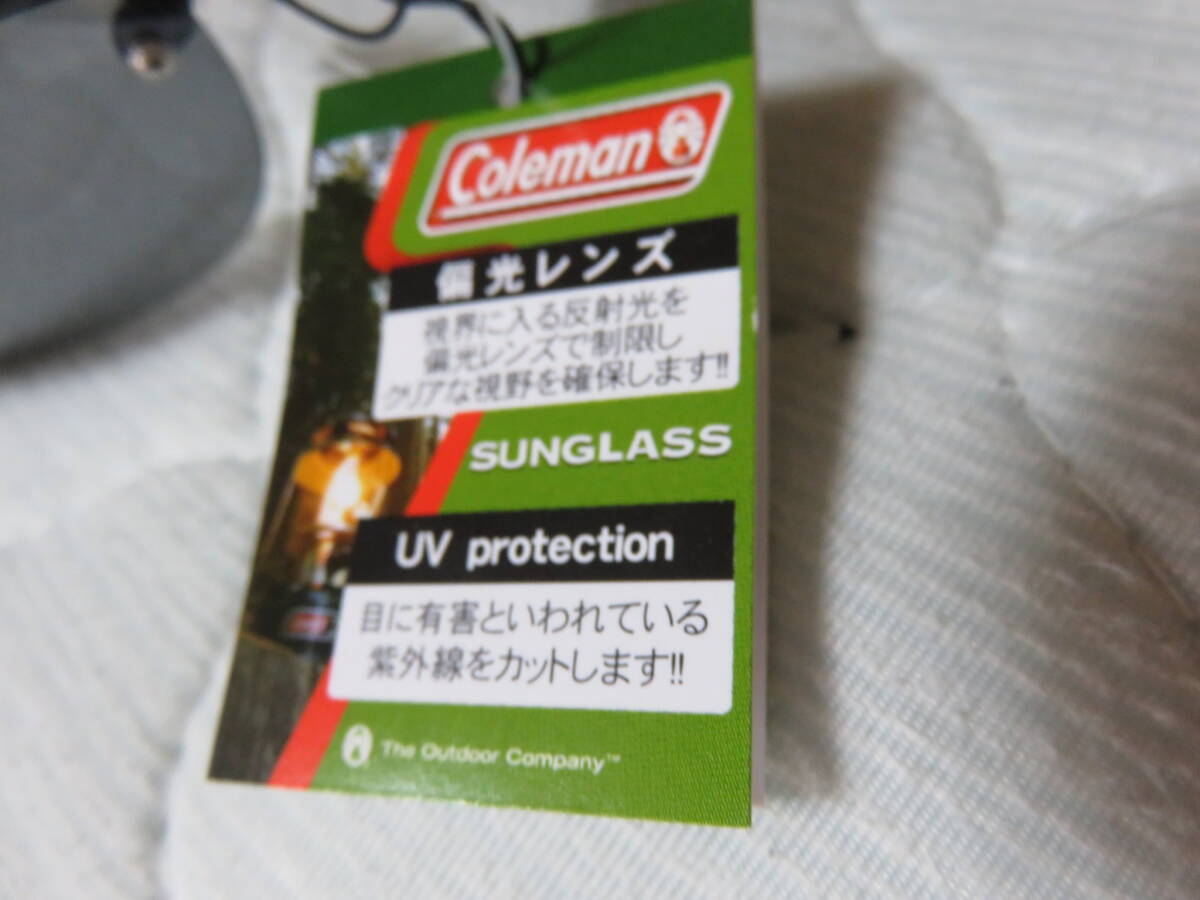 Coleman
偏光レンズ
視界に入る反射光を
偏光レンズで制限し
クリアな視野を確保します!!
SUNGLASS
UV protection
目に有害といわれている
紫外線をカットします!!
The Outdoor Company™